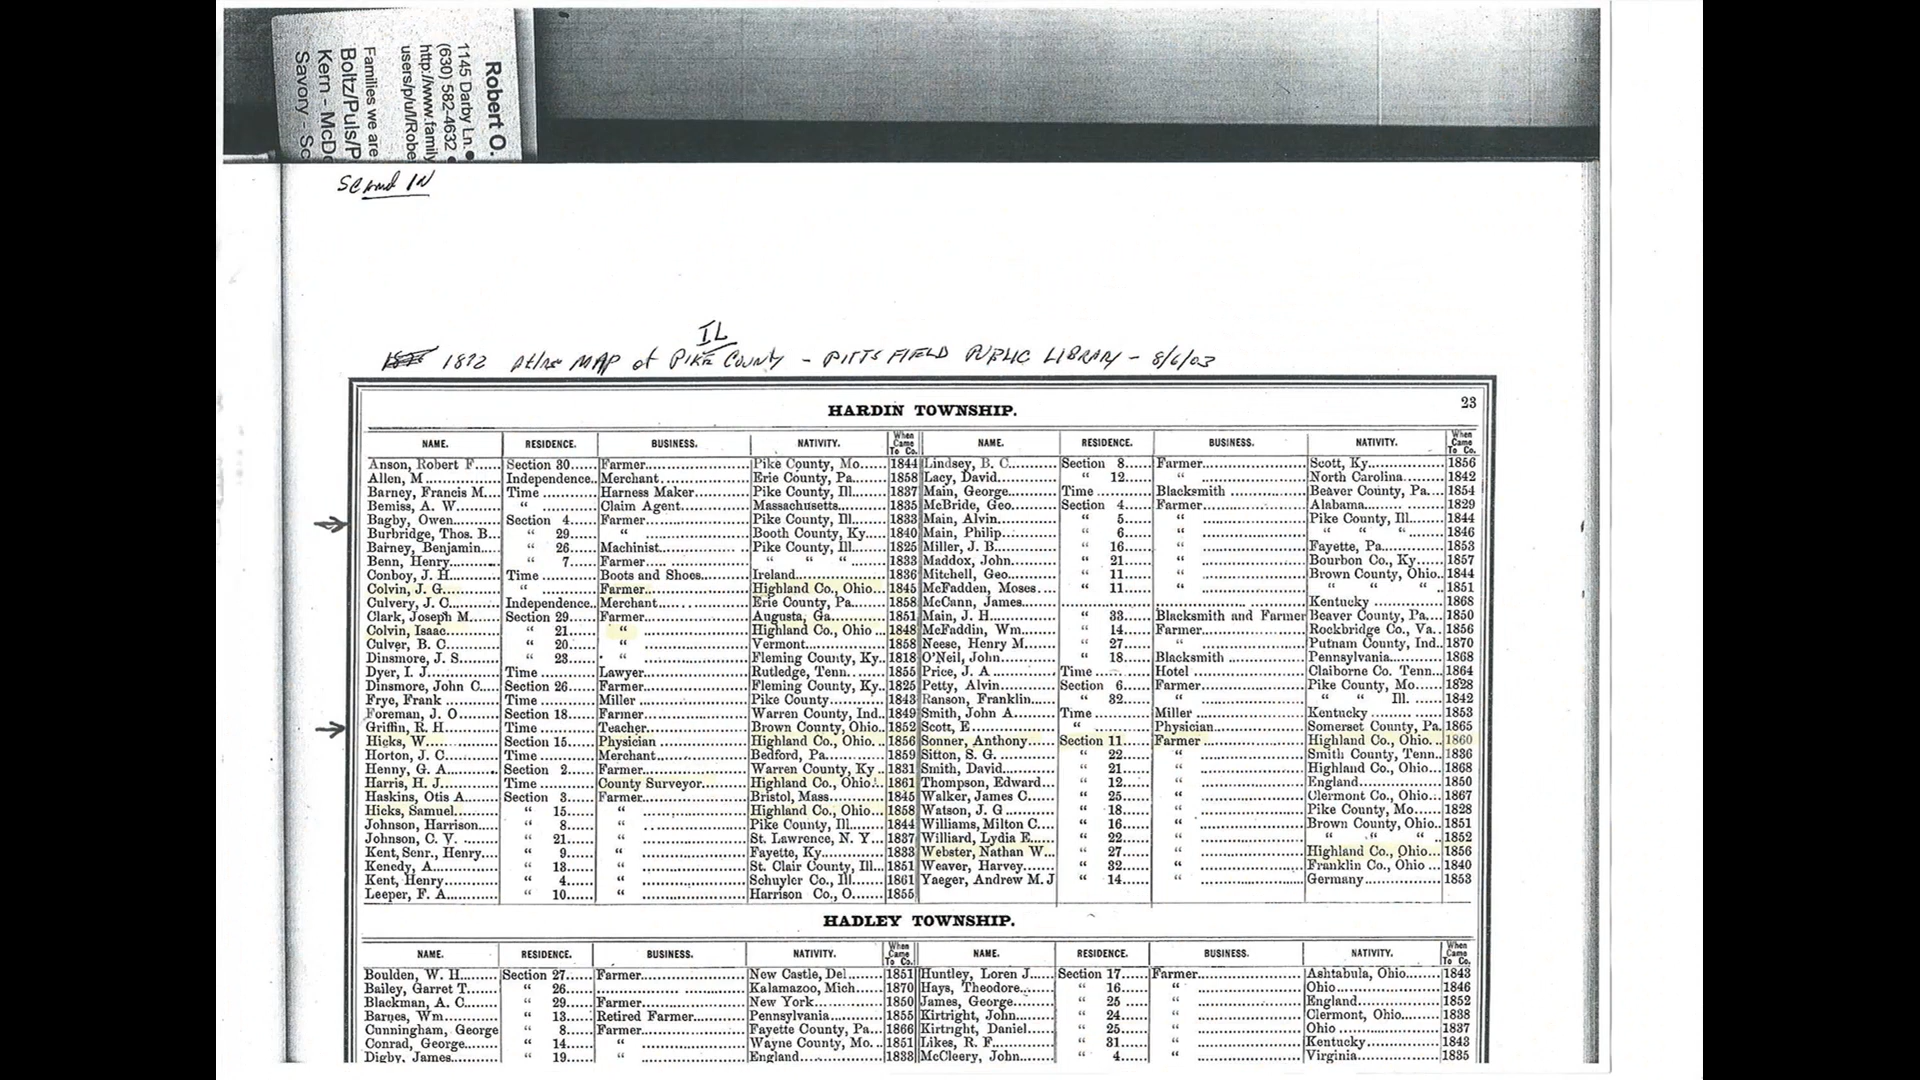 Robert O.
1145 Darby Ln.
(630) 582-4632
http://www.family
users/p/u/l/Robe
Families we are
Boltz/Puls/P
Kern - McDo
Savory - Sc
IL
1872 Atlas MAP of PIKE COUNTY - PITTSFIELD PUBLIC LIBRARY - 8/6/03
23
HARDIN TOWNSHIP.
NAME. RESIDENCE. BUSINESS. NATIVITY. When Came To Co. NAME. RESIDENCE. BUSINESS. NATIVITY. When Came To Co.
Anson, Robert F. Section 30 Farmer Pike County, Mo. 1844 Lindsey, B. C. Section 8 Farmer Scott, Ky. 1856
Allen, M. Independence Merchant Erie County, Pa. 1858 Lacy, David “ 12 “ North Carolina 1842
Barney, Francis M. Time Harness Maker Pike County, Ill. 1837 Main, George Time Blacksmith Beaver County, Pa. 1854
Bemiss, A. W. “ Claim Agent Massachusetts 1835 McBride, Geo. Section 4 Farmer Alabama 1829
Bagby, Owen Section 4 Farmer Pike County, Ill. 1833 Main, Alvin “ 5 “ Pike County, Ill. 1844
Burbridge, Thos. B. “ 29 “ Booth County, Ky. 1840 Main, Philip “ 6 “ “ “ “ 1846
Barney, Benjamin “ 26 Machinist Pike County, Ill. 1825 Miller, J. B. “ 16 “ Fayette, Pa. 1853
Benn, Henry “ 7 Farmer “ “ “ 1833 Maddox, John “ 21 “ Bourbon Co., Ky. 1857
Conboy, J. H. Time Boots and Shoes Ireland 1836 Mitchell, Geo. “ 11 “ Brown County, Ohio 1844
Colvin, J. G. “ Farmer Highland Co., Ohio 1845 McFadden, Moses “ 11 “ “ “ “ 1851
Culvery, J. C. Independence Merchant Erie County, Pa. 1858 McCann, James Kentucky 1868
Clark, Joseph M. Section 29 Farmer Augusta, Ga. 1851 Main, J. H. “ 33 Blacksmith and Farmer Beaver County, Pa. 1850
Colvin, Isaac “ 21 “ Highland Co., Ohio 1848 McFaddin, Wm. “ 14 Farmer Rockbridge Co., Va. 1856
Culver, B. C. “ 20 “ Vermont 1858 Neese, Henry M. “ 27 “ Putnam County, Ind. 1870
Dinsmore, J. S. “ 23 “ Fleming County, Ky. 1818 O'Neil, John “ 18 Blacksmith Pennsylvania 1868
Dyer, I. J. Time Lawyer Rutledge, Tenn. 1855 Price, J. A. Time Hotel Claiborne Co. Tenn. 1864
Dinsmore, John C. Section 26 Farmer Fleming County, Ky. 1825 Petty, Alvin Section 6 Farmer Pike County, Mo. 1828
Frye, Frank Time Miller Pike County 1843 Ranson, Franklin “ 32 “ “ “ Ill. 1842
Foreman, J. O. Section 18 Farmer Warren County, Ind. 1849 Smith, John A. Time Miller Kentucky 1853
Griffin, R. H. Time Teacher Brown County, Ohio 1852 Scott, E. “ Physician Somerset County, Pa. 1865
Hicks, W. Section 15 Physician Highland Co., Ohio 1856 Sonner, Anthony Section 11 Farmer Highland Co., Ohio 1860
Horton, J. C. Time Merchant Bedford, Pa. 1859 Sitton, S. G. “ 22 “ Smith County, Tenn. 1836
Henny, G. A. Section 2 Farmer Warren County, Ky. 1831 Smith, David “ 21 “ Highland Co., Ohio 1868
Harris, H. J. Time County Surveyor Highland Co., Ohio 1861 Thompson, Edward “ 12 “ England 1850
Haskins, Otis A. Section 3 Farmer Bristol, Mass. 1845 Walker, James C. “ 25 “ Clermont Co., Ohio 1867
Hicks, Samuel “ 15 “ Highland Co., Ohio 1858 Watson, J. G. “ 18 “ Pike County, Mo. 1828
Johnson, Harrison “ 8 “ Pike County, Ill. 1844 Williams, Milton C. “ 16 “ Brown County, Ohio 1851
Johnson, C. V. “ 21 “ St. Lawrence, N. Y. 1837 Williard, Lydia E. “ 22 “ “ “ “ 1852
Kent, Senr., Henry “ 9 “ Fayette, Ky. 1833 Webster, Nathan W. “ 27 “ Highland Co., Ohio 1856
Kenedy, A. “ 18 “ St. Clair County, Ill. 1851 Weaver, Harvey “ 32 “ Franklin Co., Ohio 1840
Kent, Henry “ 4 “ Schuyler Co., Ill. 1861 Yaeger, Andrew M. J “ 14 “ Germany 1853
Leeper, F. A. “ 10 “ Harrison Co., O. 1855
HADLEY TOWNSHIP.
NAME. RESIDENCE. BUSINESS. NATIVITY. When Came To Co. NAME. RESIDENCE. BUSINESS. NATIVITY. When Came To Co.
Boulden, W. H. Section 27 Farmer New Castle, Del. 1851 Huntley, Loren J. Section 17 Farmer Ashtabula, Ohio 1843
Bailey, Garret T. “ 26 Kalamazoo, Mich. 1870 Hays, Theodore “ 16 “ Ohio 1846
Blackman, A. C. “ 29 Farmer New York 1850 James, George “ 25 “ England 1852
Barnes, Wm. “ 13 Retired Farmer Pennsylvania 1855 Kirtright, John “ 24 “ Clermont, Ohio 1838
Cunningham, George “ 8 Farmer Fayette County, Pa. 1866 Kirtright, Daniel “ 25 “ Ohio 1837
Conrad, George “ 14 “ Wayne County, Mo. 1851 Likes, R. F. “ 31 “ Kentucky 1843
Digby, James “ 19 “ England 1833 McCleery, John “ 4 “ Virginia 1835